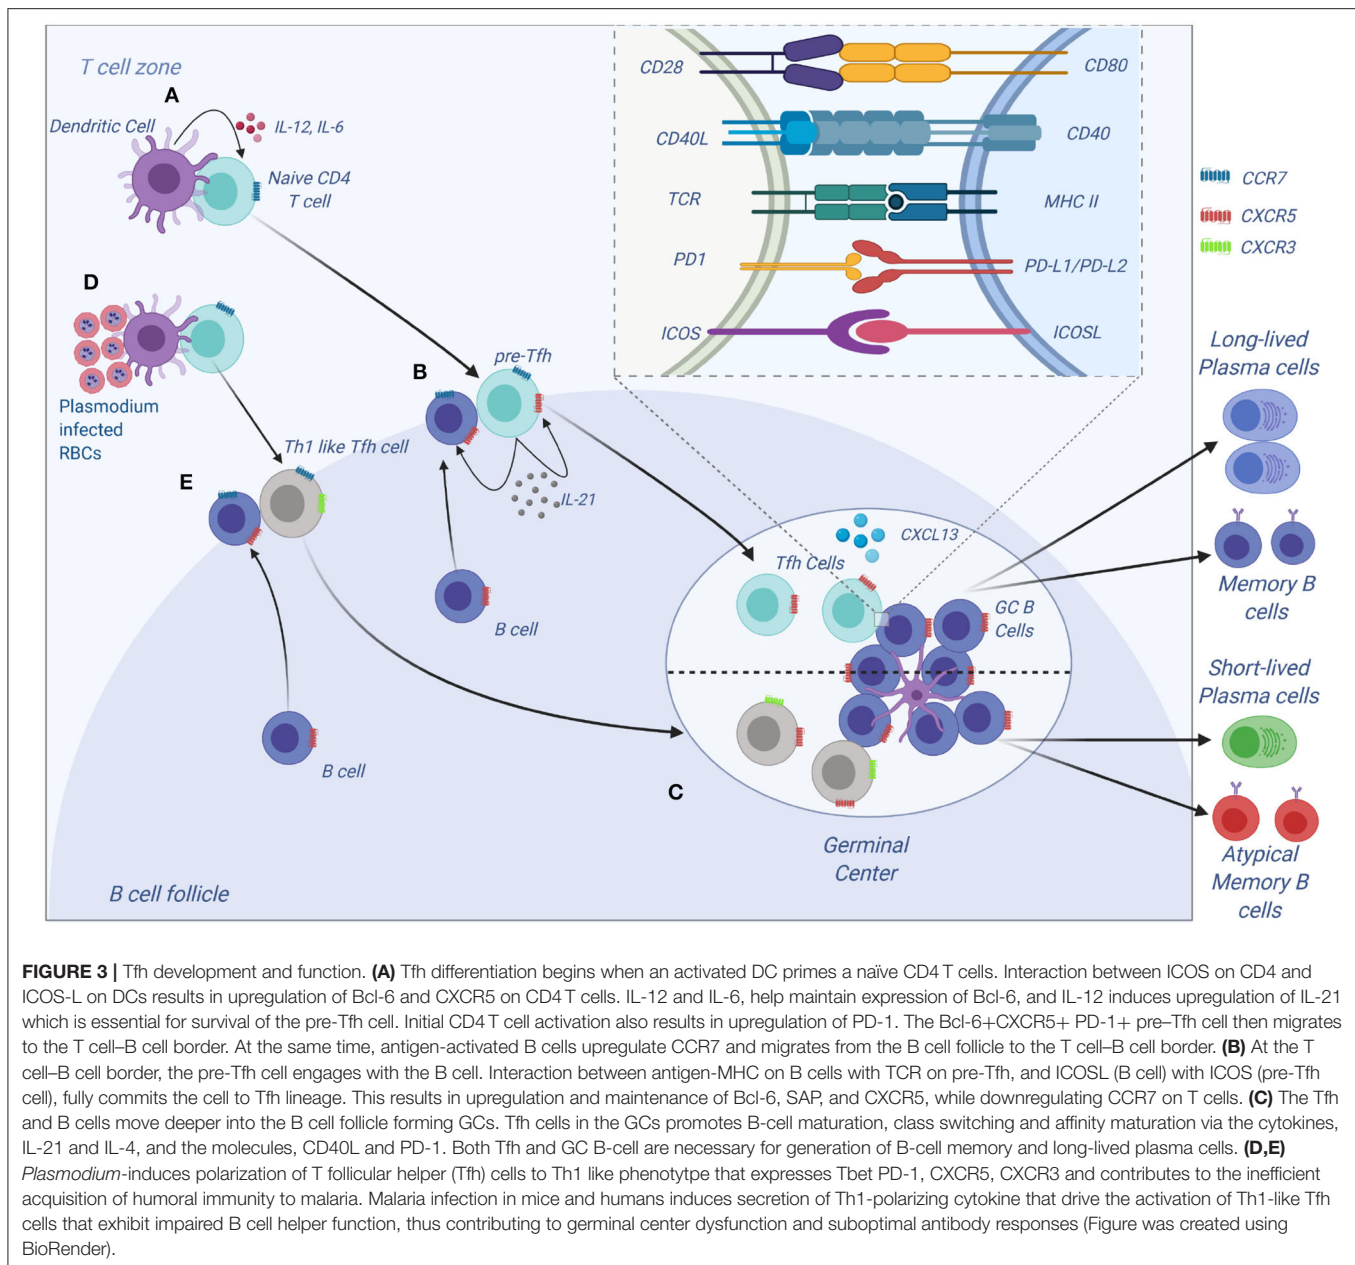 T cell zone
A
Dendritic Cell
IL-12, IL-6
Naive CD4
T cell
D
Plasmodium
infected
RBCs
Th1 like Tfh cell
E
B cell
B
pre-Tfh
IL-21
B cell
CD28
CD80
CD40L
CD40
TCR
MHC II
PD1
PD-L1/PD-L2
ICOS
ICOSL
CCR7
CXCR5
CXCR3
CXCL13
Tfh Cells
GC B
Cells
C
Germinal
Center
B cell follicle
Long-lived
Plasma cells
Memory B
cells
Short-lived
Plasma cells
Atypical
Memory B
cells
FIGURE 3 | Tfh development and function. (A) Tfh differentiation begins when an activated DC primes a naïve CD4 T cells. Interaction between ICOS on CD4 and
ICOS-L on DCs results in upregulation of Bcl-6 and CXCR5 on CD4 T cells. IL-12 and IL-6, help maintain expression of Bcl-6, and IL-12 induces upregulation of IL-21
which is essential for survival of the pre-Tfh cell. Initial CD4 T cell activation also results in upregulation of PD-1. The Bcl-6+CXCR5+ PD-1+ pre–Tfh cell then migrates
to the T cell–B cell border. At the same time, antigen-activated B cells upregulate CCR7 and migrates from the B cell follicle to the T cell–B cell border. (B) At the T
cell–B cell border, the pre-Tfh cell engages with the B cell. Interaction between antigen-MHC on B cells with TCR on pre-Tfh, and ICOSL (B cell) with ICOS (pre-Tfh
cell), fully commits the cell to Tfh lineage. This results in upregulation and maintenance of Bcl-6, SAP, and CXCR5, while downregulating CCR7 on T cells. (C) The Tfh
and B cells move deeper into the B cell follicle forming GCs. Tfh cells in the GCs promotes B-cell maturation, class switching and affinity maturation via the cytokines,
IL-21 and IL-4, and the molecules, CD40L and PD-1. Both Tfh and GC B-cell are necessary for generation of B-cell memory and long-lived plasma cells. (D,E)
Plasmodium-induces polarization of T follicular helper (Tfh) cells to Th1 like phenotytpe that expresses Tbet PD-1, CXCR5, CXCR3 and contributes to the inefficient
acquisition of humoral immunity to malaria. Malaria infection in mice and humans induces secretion of Th1-polarizing cytokine that drive the activation of Th1-like Tfh
cells that exhibit impaired B cell helper function, thus contributing to germinal center dysfunction and suboptimal antibody responses (Figure was created using
BioRender).